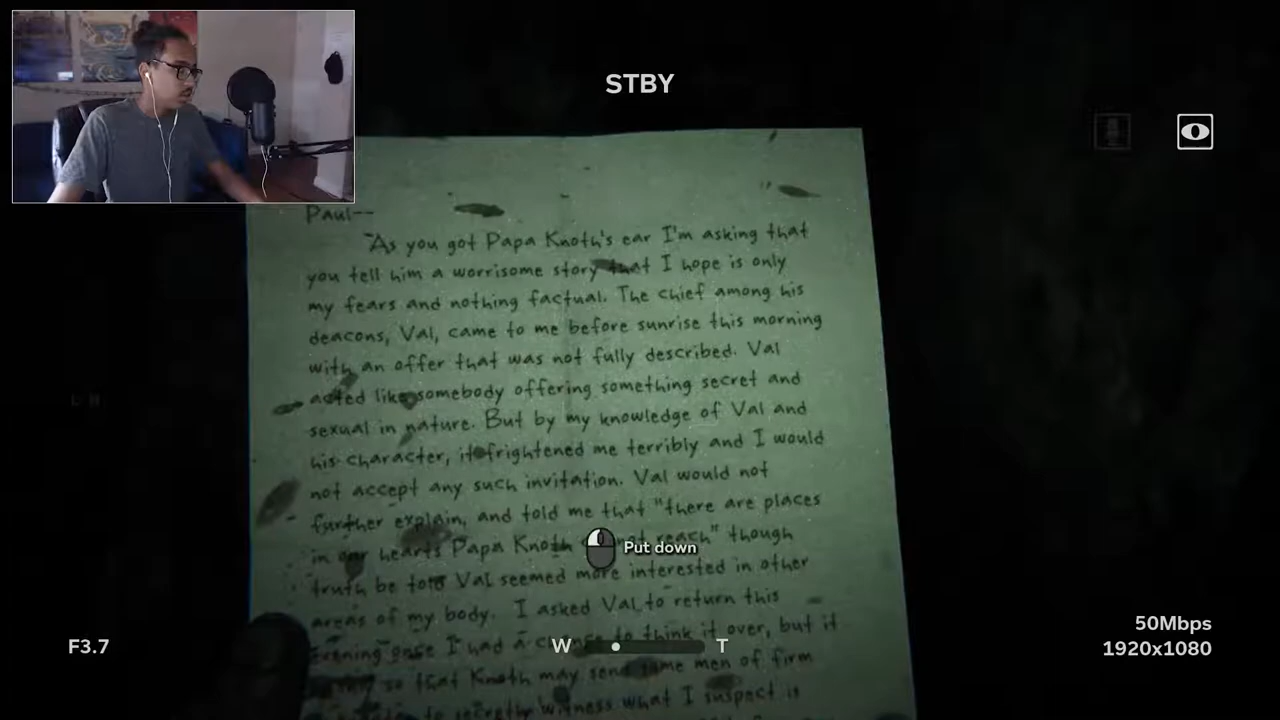 STBY
Paul--
As you got Papa Knoth's ear I'm asking that
you tell him a worrisome story that I hope is only
my fears and nothing factual. The chief among his
deacons, Val, came to me before sunrise this morning
with an offer that was not fully described. Val
acted like somebody offering something secret and
sexual in nature. But by my knowledge of Val and
his character, it frightened me terribly and I would
not accept any such invitation. Val would not
further explain, and told me that "there are places
in our hearts Papa Knoth not reach" though
Put down
truth be told Val seemed more interested in other
areas of my body. I asked Val to return this
evening once I had a chance to think it over, but it
so that Knoth may send some men of firm
to secretly witness what I suspect is
F3.7
W T
50Mbps
1920x1080